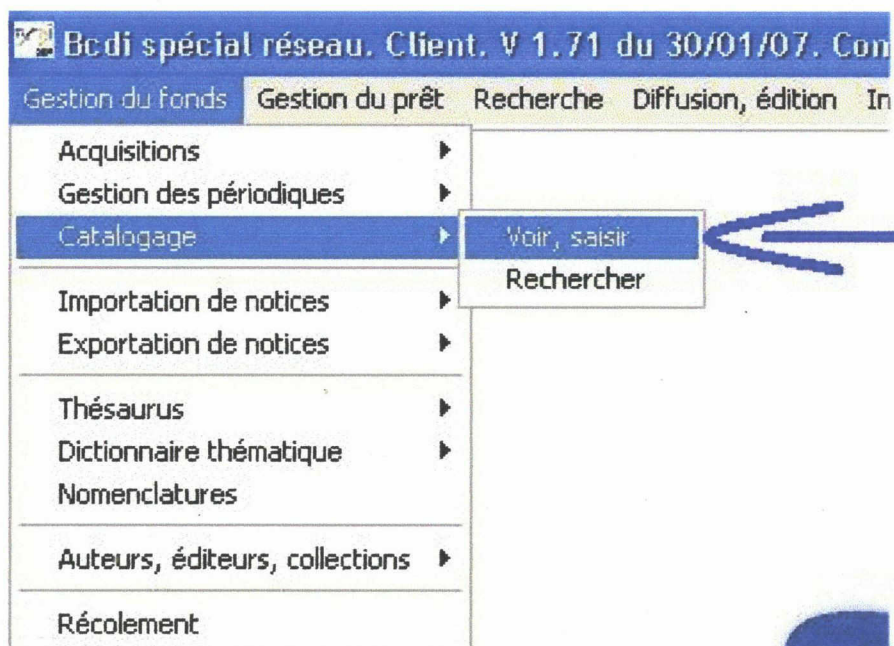 Bcdi spécial réseau. Client. V 1.71 du 30/01/07. Con
Gestion du fonds Gestion du prêt Recherche Diffusion, édition In
Acquisitions
Gestion des périodiques
Catalogage
Voir, saisir
Rechercher
Importation de notices
Exportation de notices
Thésaurus
Dictionnaire thématique
Nomenclatures
Auteurs, éditeurs, collections
Récolement